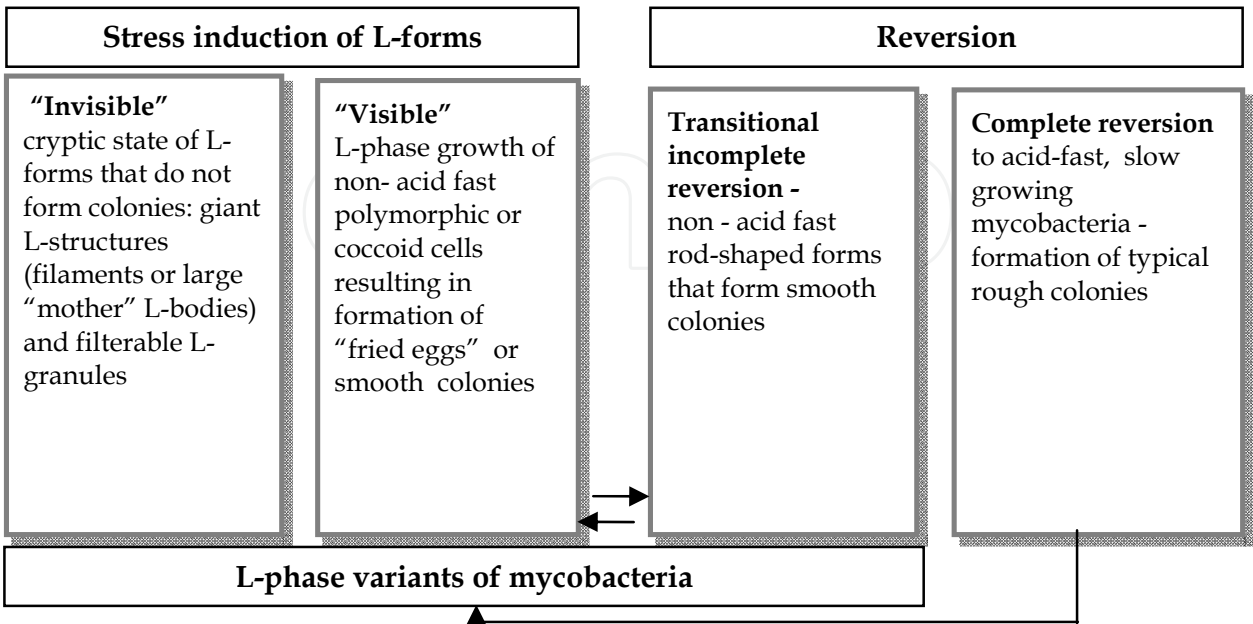 Stress induction of L-forms
Reversion
“Invisible”
cryptic state of L-
forms that do not
form colonies: giant
L-structures
(filaments or large
“mother” L-bodies)
and filterable L-
granules
“Visible”
L-phase growth of
non- acid fast
polymorphic or
coccoid cells
resulting in
formation of
“fried eggs” or
smooth colonies
Transitional
incomplete
reversion -
non - acid fast
rod-shaped forms
that form smooth
colonies
Complete reversion
to acid-fast, slow
growing
mycobacteria -
formation of typical
rough colonies
L-phase variants of mycobacteria